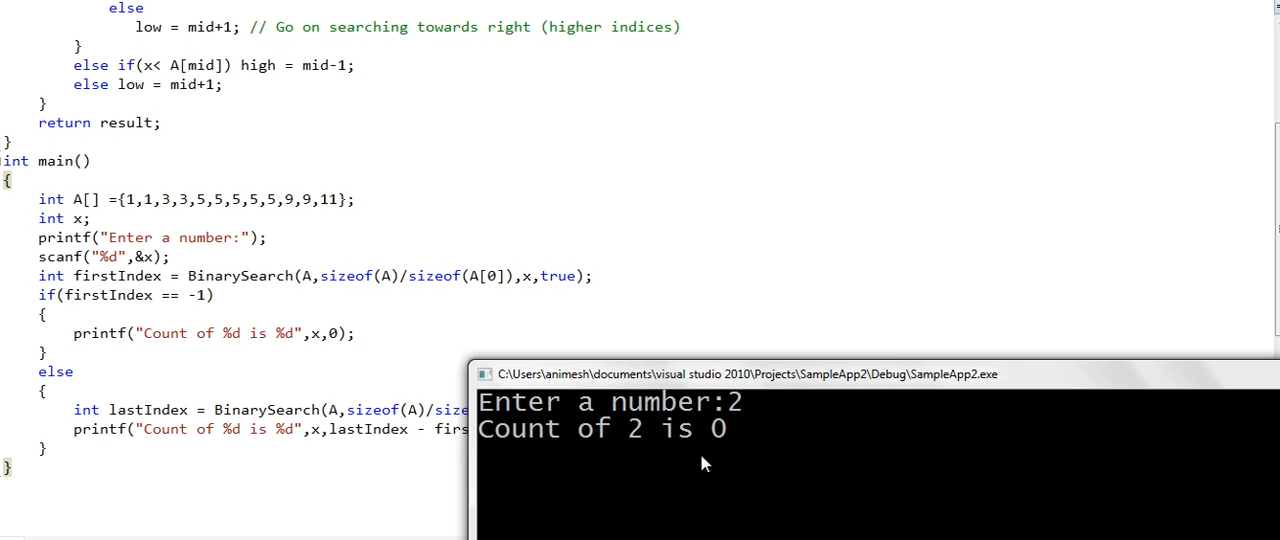 else
low = mid+1; // Go on searching towards right (higher indices)
}
else if(x< A[mid]) high = mid-1;
else low = mid+1;
}
return result;
}
int main()
{
int A[] ={1,1,3,3,5,5,5,5,5,9,9,11};
int x;
printf("Enter a number:");
scanf("%d",&x);
int firstIndex = BinarySearch(A,sizeof(A)/sizeof(A[0]),x,true);
if(firstIndex == -1)
{
printf("Count of %d is %d",x,0);
}
else
{
int lastIndex = BinarySearch(A,sizeof(A)/size
printf("Count of %d is %d",x,lastIndex - firs
}
}
C:\Users\animesh\documents\visual studio 2010\Projects\SampleApp2\Debug\SampleApp2.exe
Enter a number:2
Count of 2 is 0